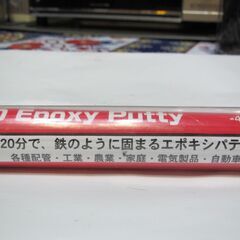 Epoxy Putty
20分で、鉄のように固まるエポキシパテ
各種配管・工業・農業・家庭・電気製品・自動車